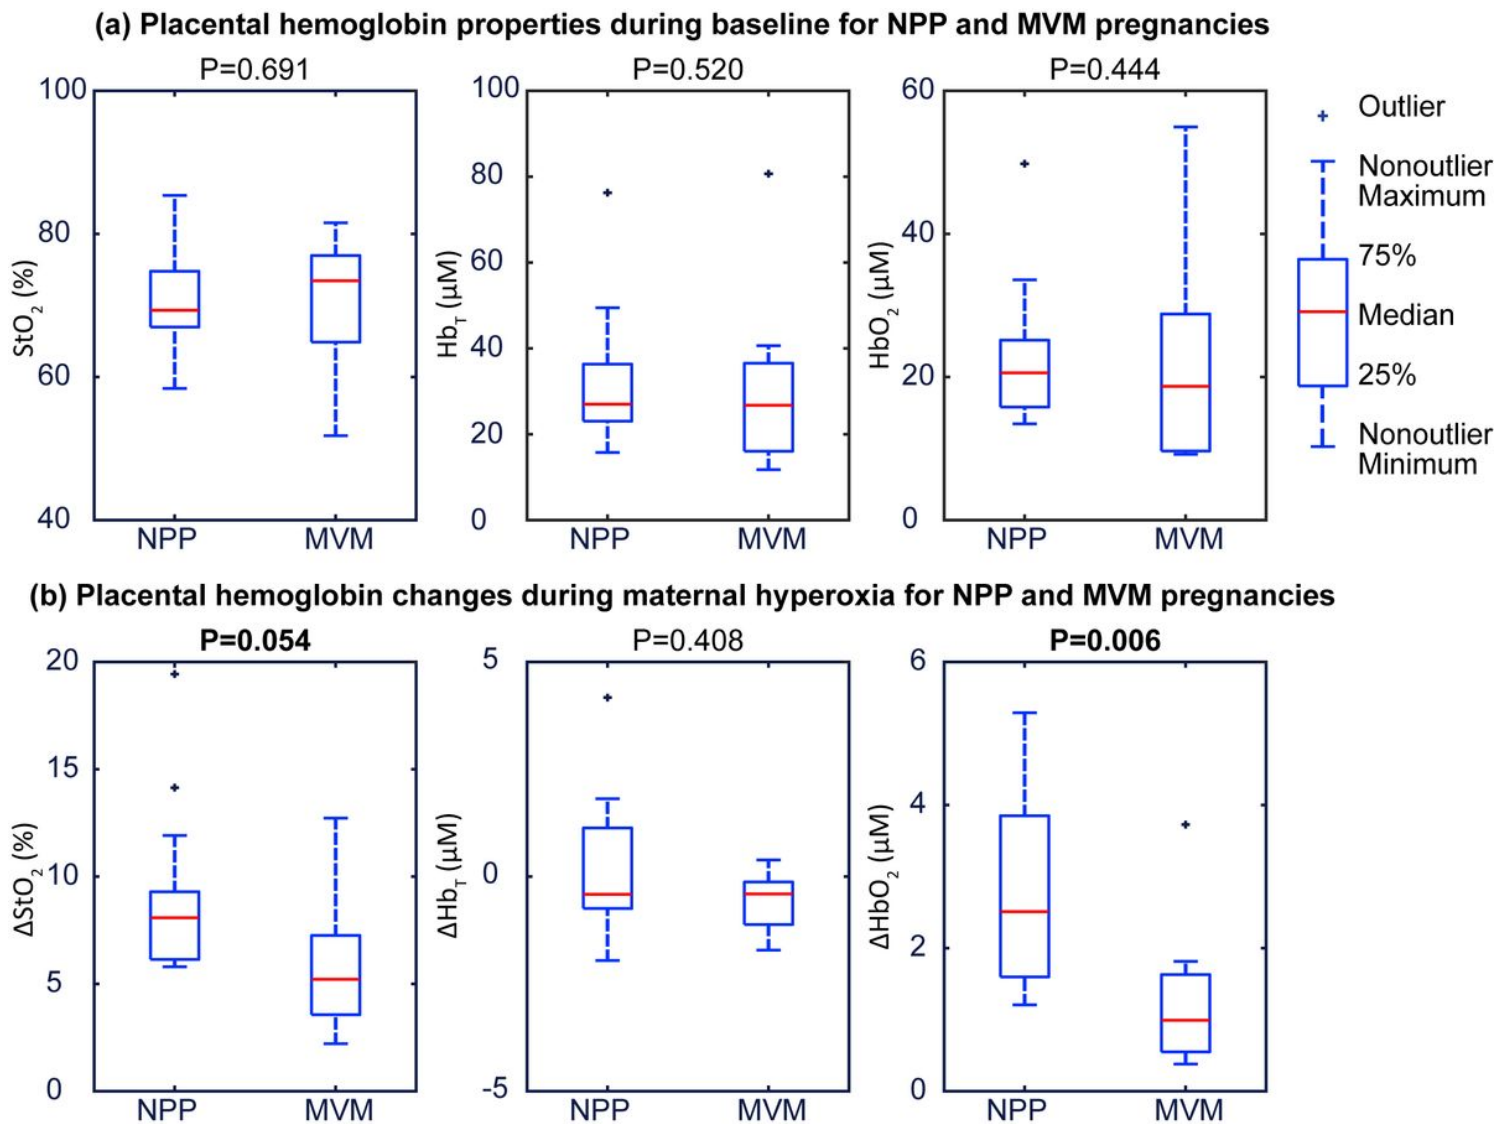 (a) Placental hemoglobin properties during baseline for NPP and MVM pregnancies
P=0.691
100
80
60
40
StO2 (%)
NPP MVM
P=0.520
100
80
60
40
20
0
HbT (µM)
NPP MVM
P=0.444
60
40
20
0
HbO2 (µM)
NPP MVM
Outlier
Nonoutlier
Maximum
75%
Median
25%
Nonoutlier
Minimum
(b) Placental hemoglobin changes during maternal hyperoxia for NPP and MVM pregnancies
P=0.054
20
15
10
5
0
ΔStO2 (%)
NPP MVM
P=0.408
5
0
-5
ΔHbT (µM)
NPP MVM
P=0.006
6
4
2
0
ΔHbO2 (µM)
NPP MVM